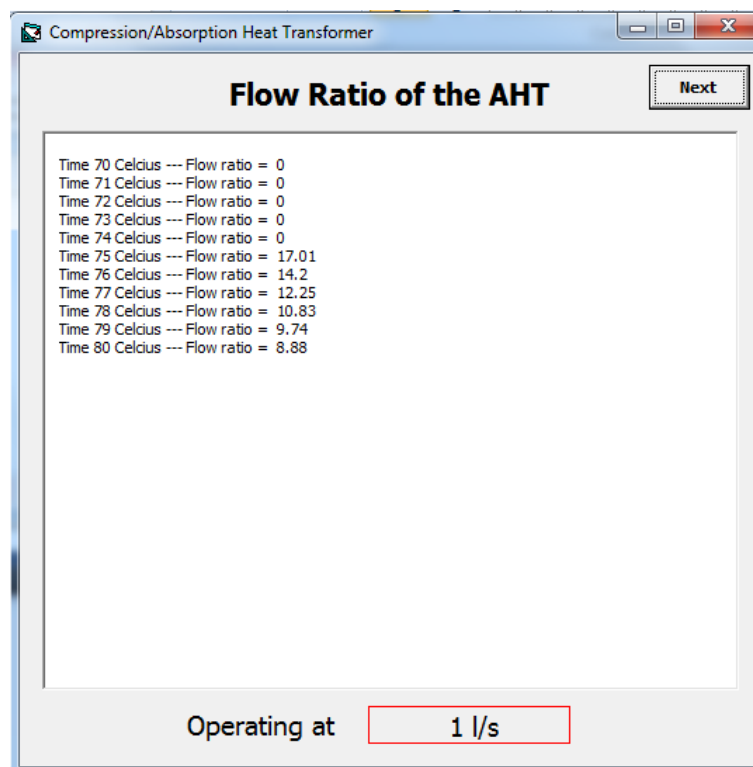 Compression/Absorption Heat Transformer
Flow Ratio of the AHT
Next
Time 70 Celcius --- Flow ratio = 0
Time 71 Celcius --- Flow ratio = 0
Time 72 Celcius --- Flow ratio = 0
Time 73 Celcius --- Flow ratio = 0
Time 74 Celcius --- Flow ratio = 0
Time 75 Celcius --- Flow ratio = 17.01
Time 76 Celcius --- Flow ratio = 14.2
Time 77 Celcius --- Flow ratio = 12.25
Time 78 Celcius --- Flow ratio = 10.83
Time 79 Celcius --- Flow ratio = 9.74
Time 80 Celcius --- Flow ratio = 8.88
Operating at 1 l/s